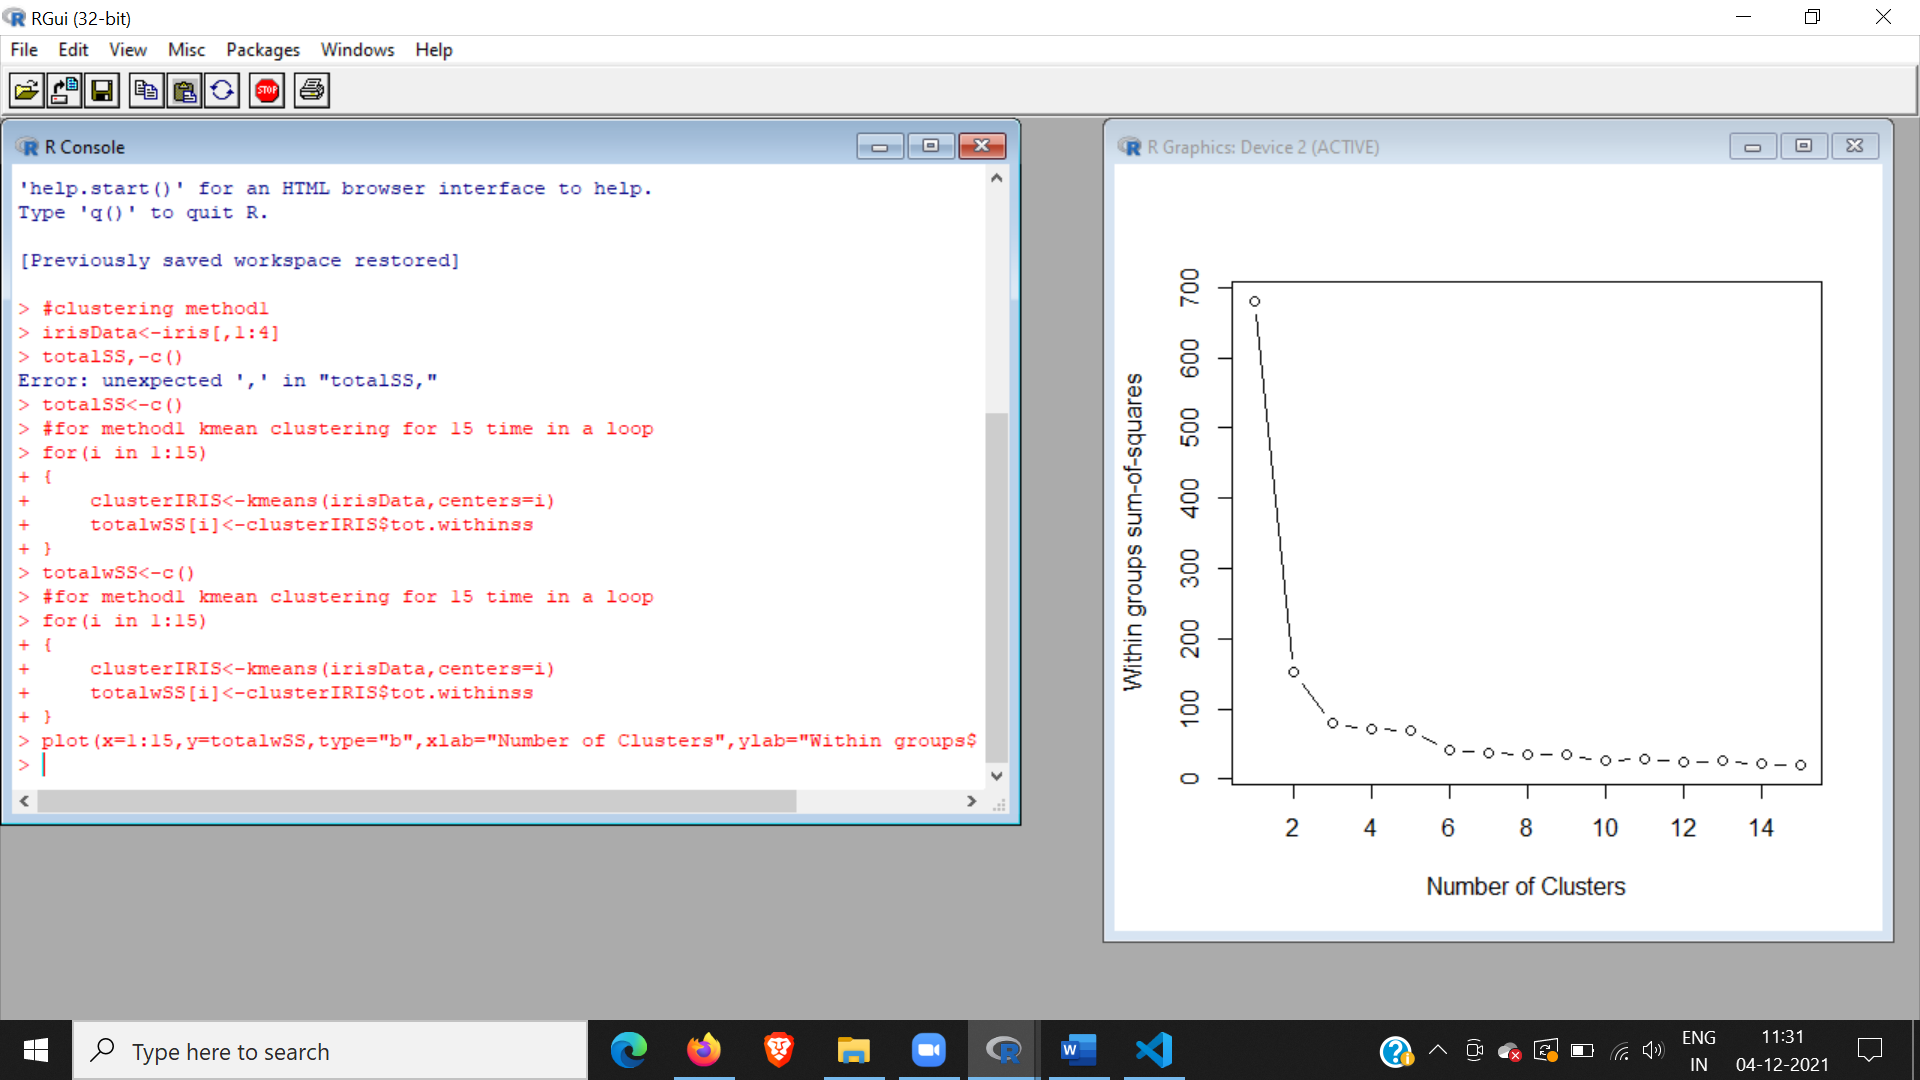 RGui (32-bit)
File Edit View Misc Packages Windows Help
STOP
R Console
'help.start()' for an HTML browser interface to help.
Type 'q()' to quit R.
[Previously saved workspace restored]
> #clustering method1
> irisData<-iris[,1:4]
> totalSS,-c()
Error: unexpected ',' in "totalSS,"
> totalSS<-c()
> #for method1 kmean clustering for 15 time in a loop
> for(i in 1:15)
+ {
+     clusterIRIS<-kmeans(irisData,centers=i)
+     totalwSS[i]<-clusterIRIS$tot.withinss
+ }
> totalwSS<-c()
> #for method1 kmean clustering for 15 time in a loop
> for(i in 1:15)
+ {
+     clusterIRIS<-kmeans(irisData,centers=i)
+     totalwSS[i]<-clusterIRIS$tot.withinss
+ }
> plot(x=1:15,y=totalwSS,type="b",xlab="Number of Clusters",ylab="Within groups$
>
R Graphics: Device 2 (ACTIVE)
Within groups sum-of-squares
700
600
500
400
300
200
100
0
2 4 6 8 10 12 14
Number of Clusters
Type here to search
ENG
IN
11:31
04-12-2021